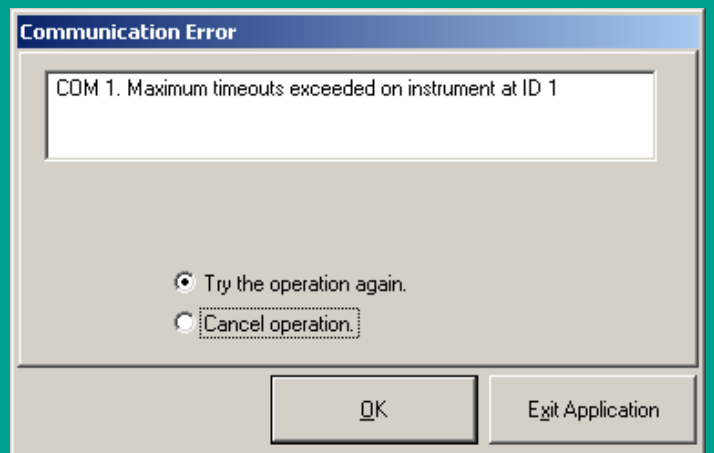 Communication Error
COM 1. Maximum timeouts exceeded on instrument at ID 1
Try the operation again.
Cancel operation.
OK
Exit Application